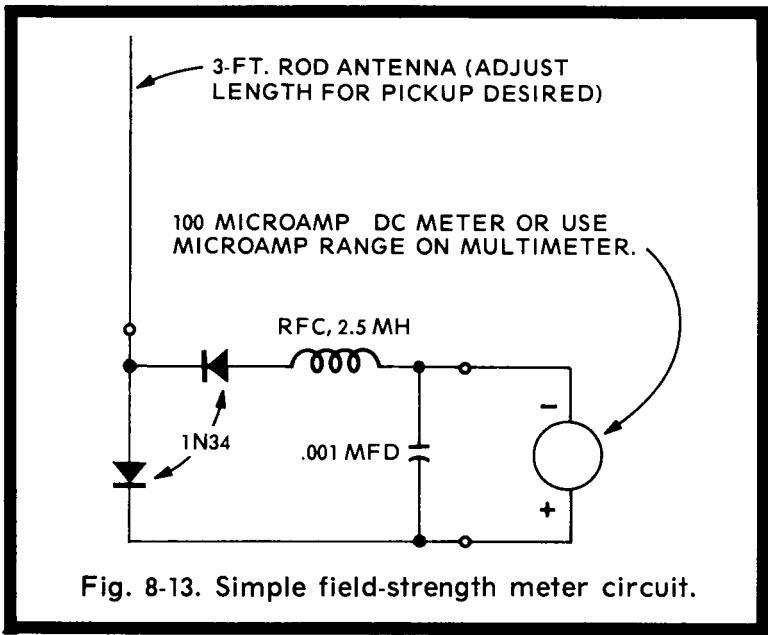 3-FT. ROD ANTENNA (ADJUST
LENGTH FOR PICKUP DESIRED)
100 MICROAMP DC METER OR USE
MICROAMP RANGE ON MULTIMETER.
RFC, 2.5 MH
1N34
.001 MFD
−
+
Fig. 8-13. Simple field-strength meter circuit.